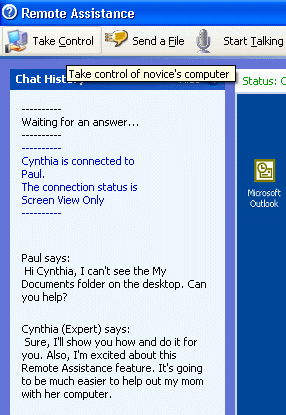 Remote Assistance
Take Control
Send a File
Start Talking
Take control of novice's computer
Chat History
Status: C
----------
Waiting for an answer...
----------
----------
Cynthia is connected to
Paul.
The connection status is
Screen View Only
----------
Microsoft
Outlook
Paul says:
Hi Cynthia, I can't see the My
Documents folder on the desktop. Can
you help?
Cynthia (Expert) says:
Sure, I'll show you how and do it for
you. Also, I'm excited about this
Remote Assistance feature. It's going
to be much easier to help out my mom
with her computer.